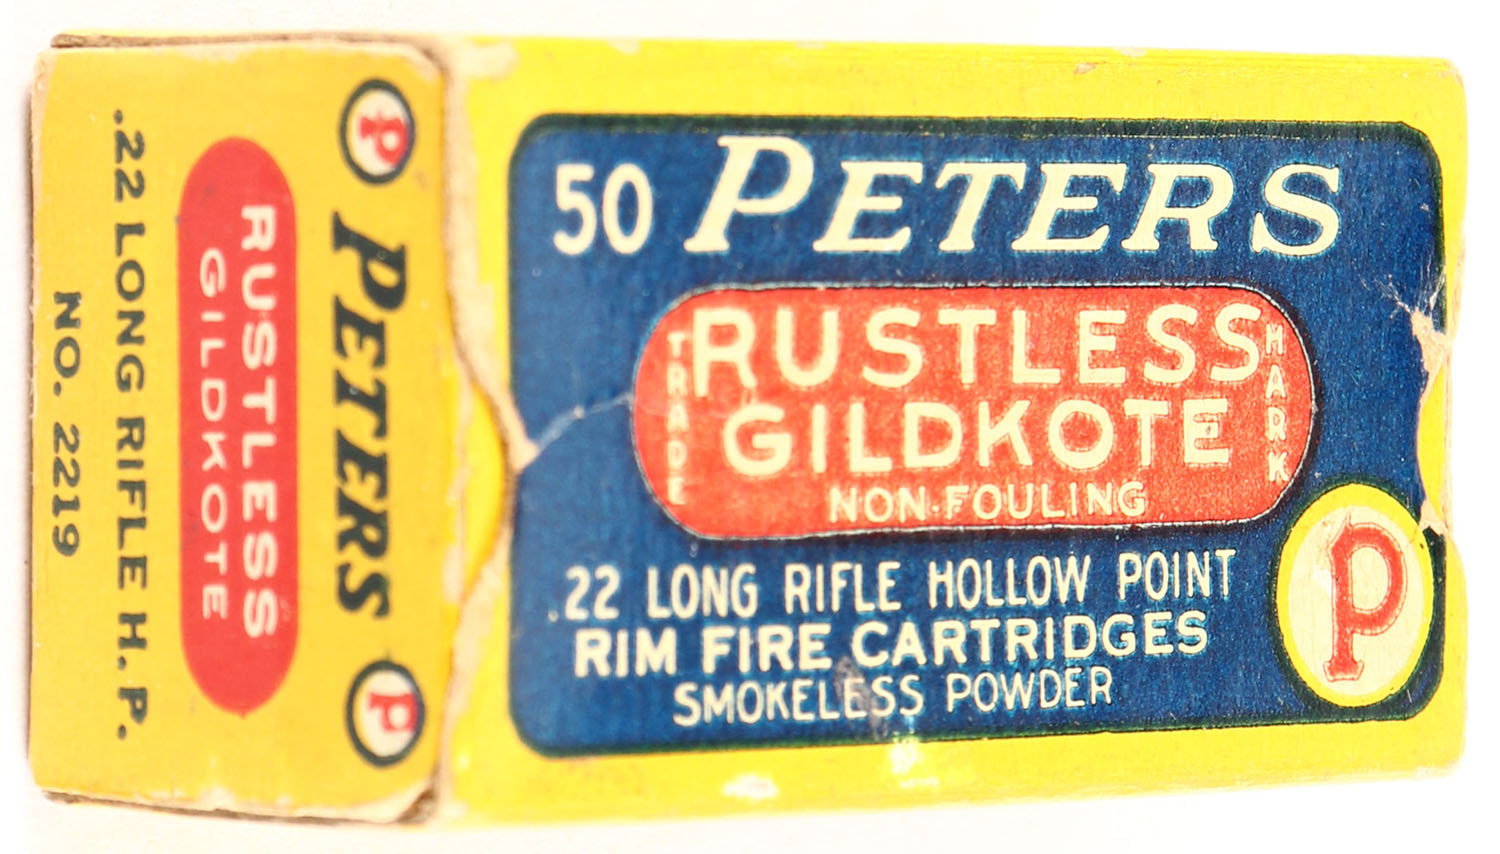 50 PETERS
TRADE MARK
RUSTLESS
GILDKOTE
NON-FOULING
.22 LONG RIFLE HOLLOW POINT
RIM FIRE CARTRIDGES
SMOKELESS POWDER
P
P PETERS P
RUSTLESS
GILDKOTE
.22 LONG RIFLE H. P.
NO. 2219